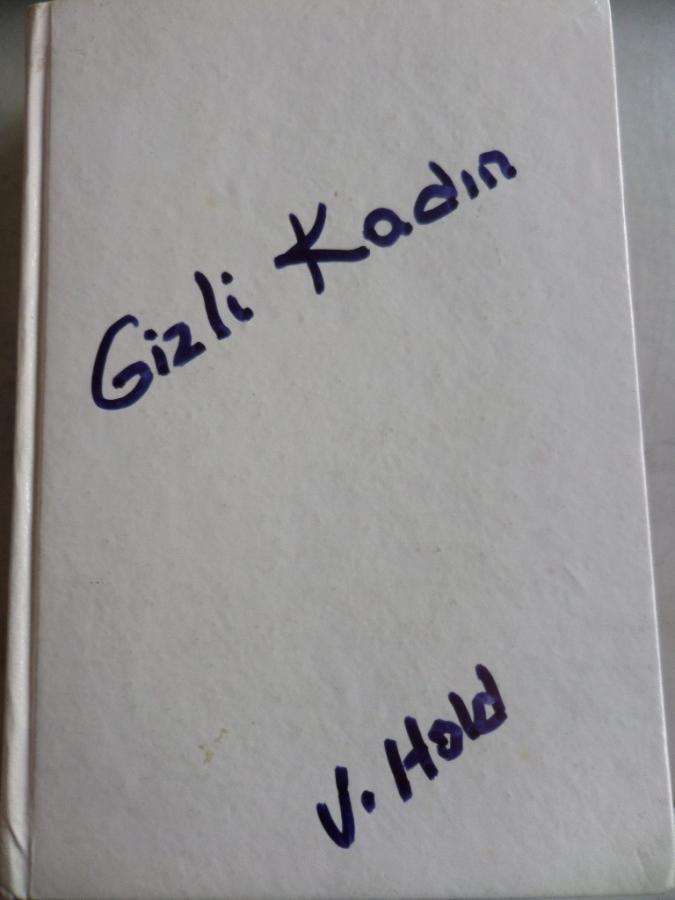 Gizli Kadın
V. Hold